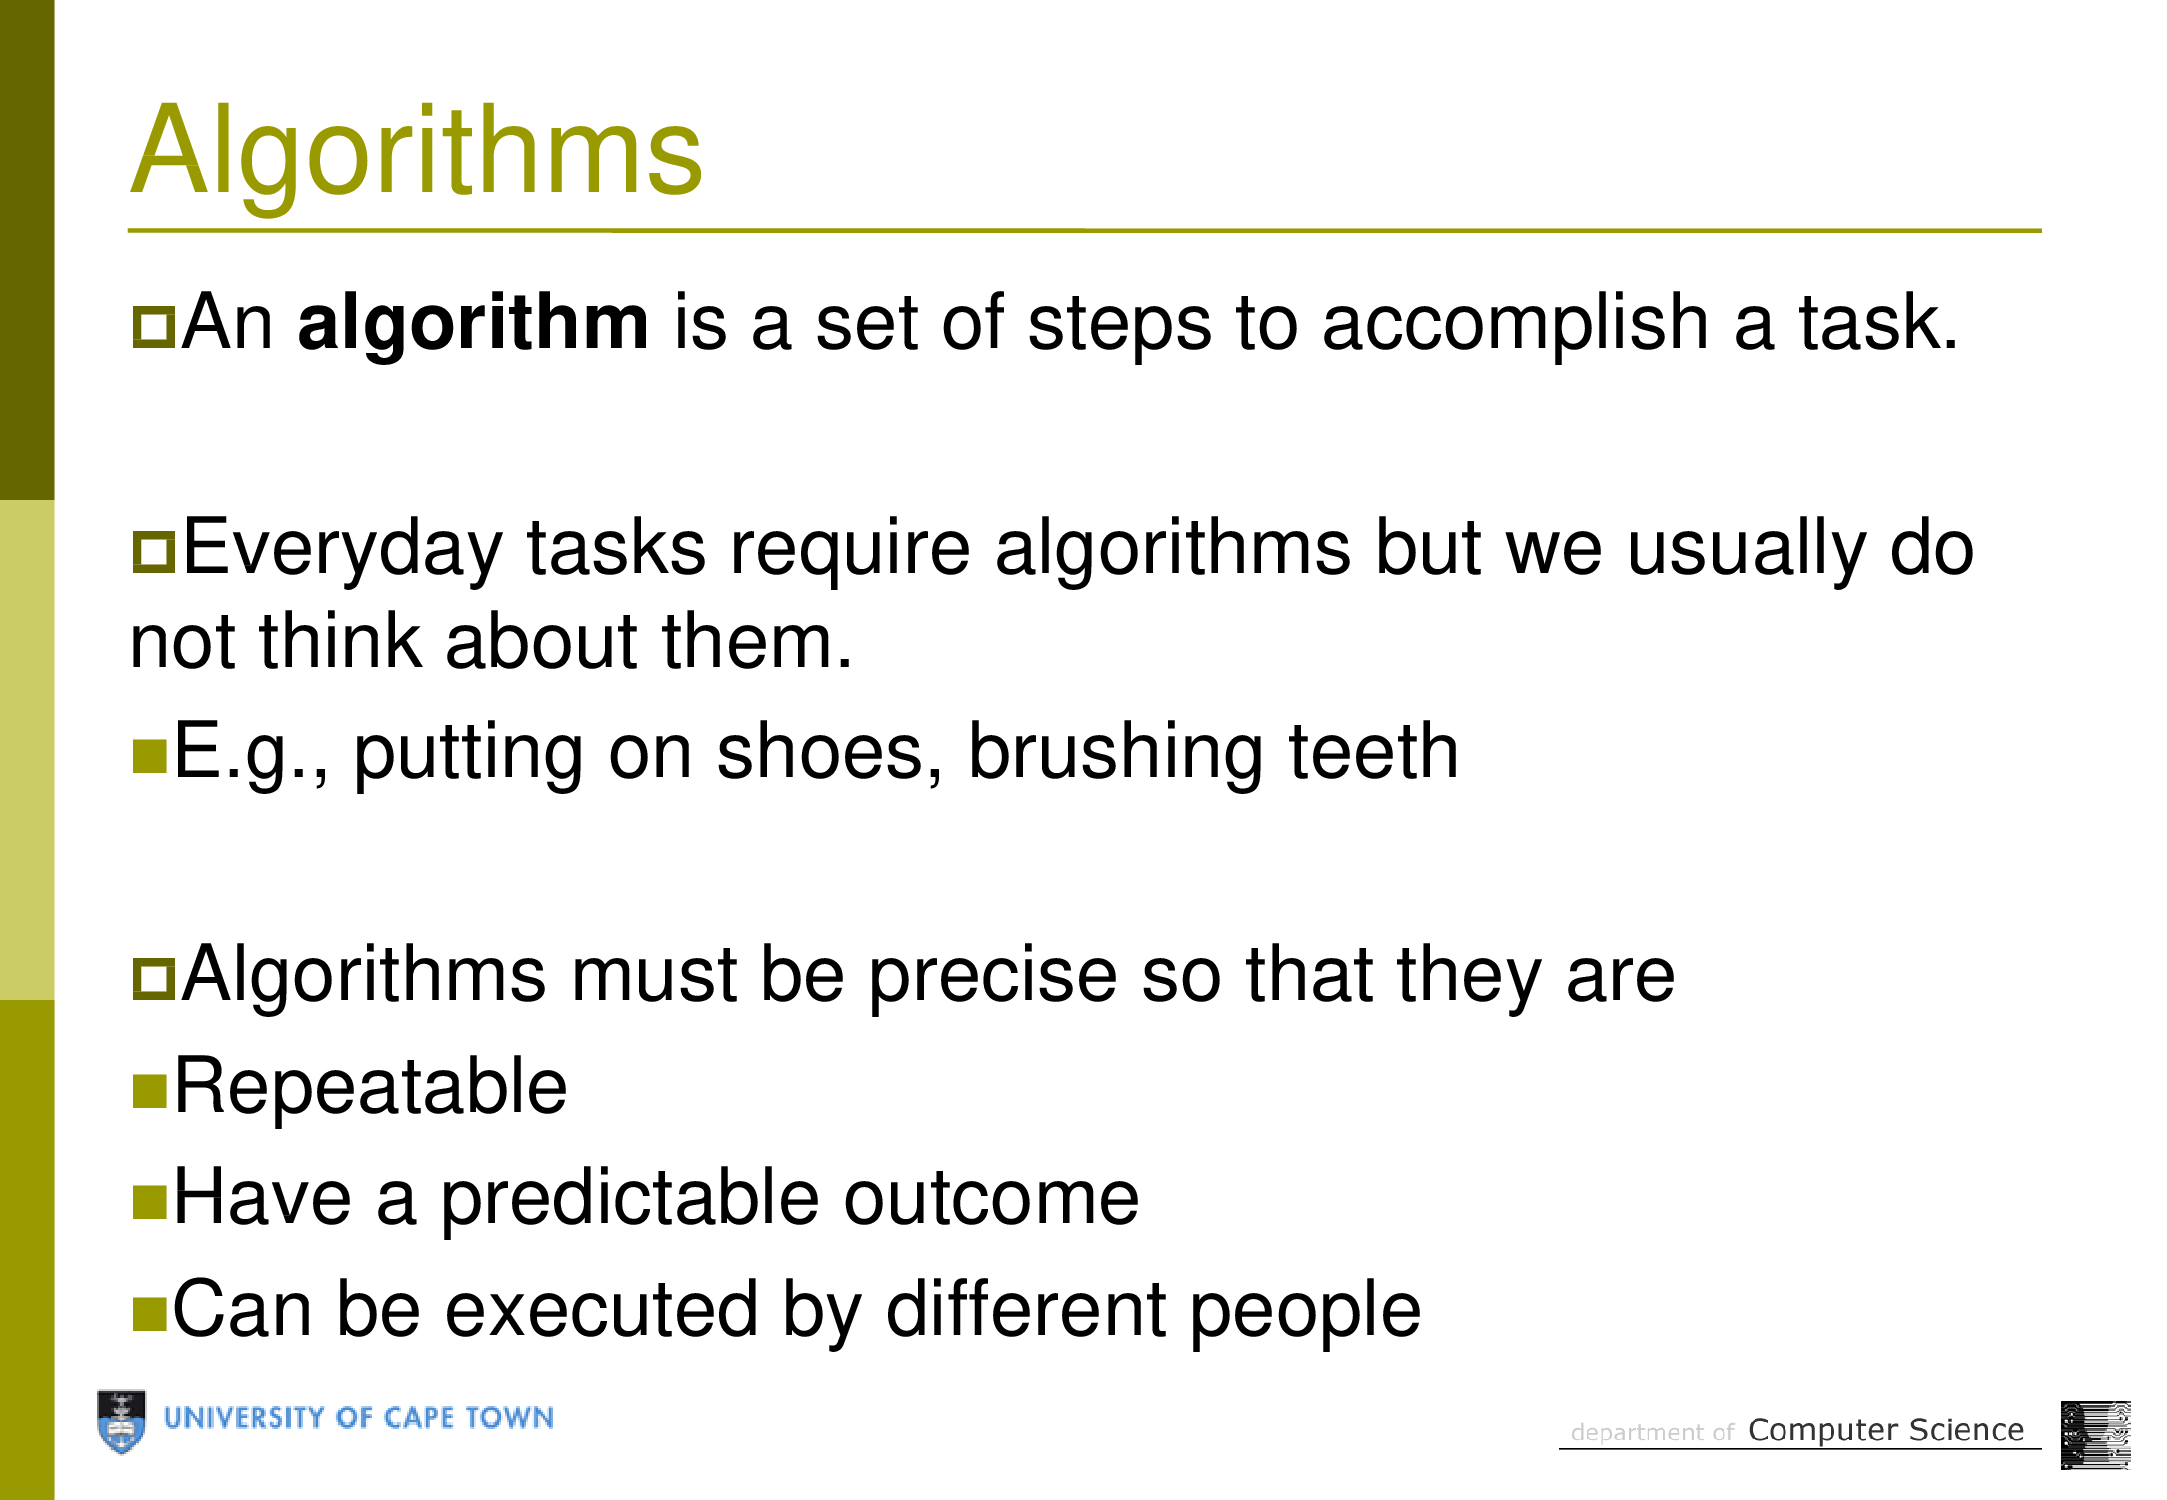 Algorithms
An algorithm is a set of steps to accomplish a task.
Everyday tasks require algorithms but we usually do
not think about them.
E.g., putting on shoes, brushing teeth
Algorithms must be precise so that they are
Repeatable
Have a predictable outcome
Can be executed by different people
UNIVERSITY OF CAPE TOWN
department of Computer Science